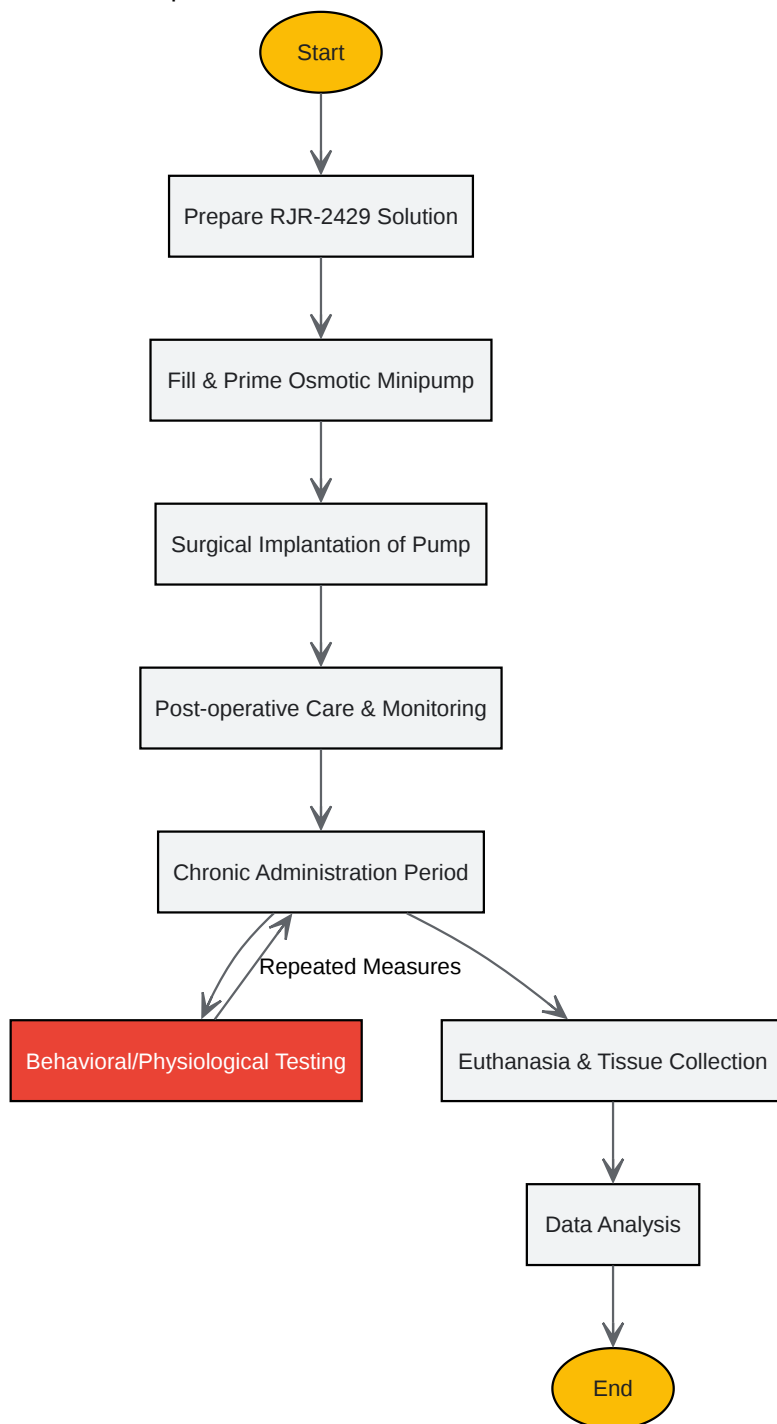 Start
Prepare RJR-2429 Solution
Fill & Prime Osmotic Minipump
Surgical Implantation of Pump
Post-operative Care & Monitoring
Chronic Administration Period
Repeated Measures
Behavioral/Physiological Testing
Euthanasia & Tissue Collection
Data Analysis
End